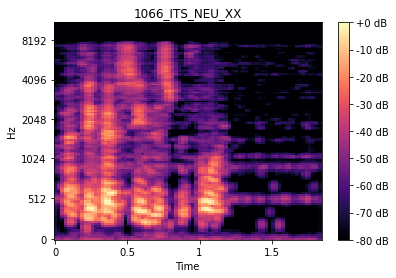 1066_ITS_NEU_XX
+0 dB
8192
-10 dB
4096
-20 dB
-30 dB
2048
Hz
-40 dB
1024
-50 dB
512
-60 dB
-70 dB
0
-80 dB
0
0.5
1
1.5
Time